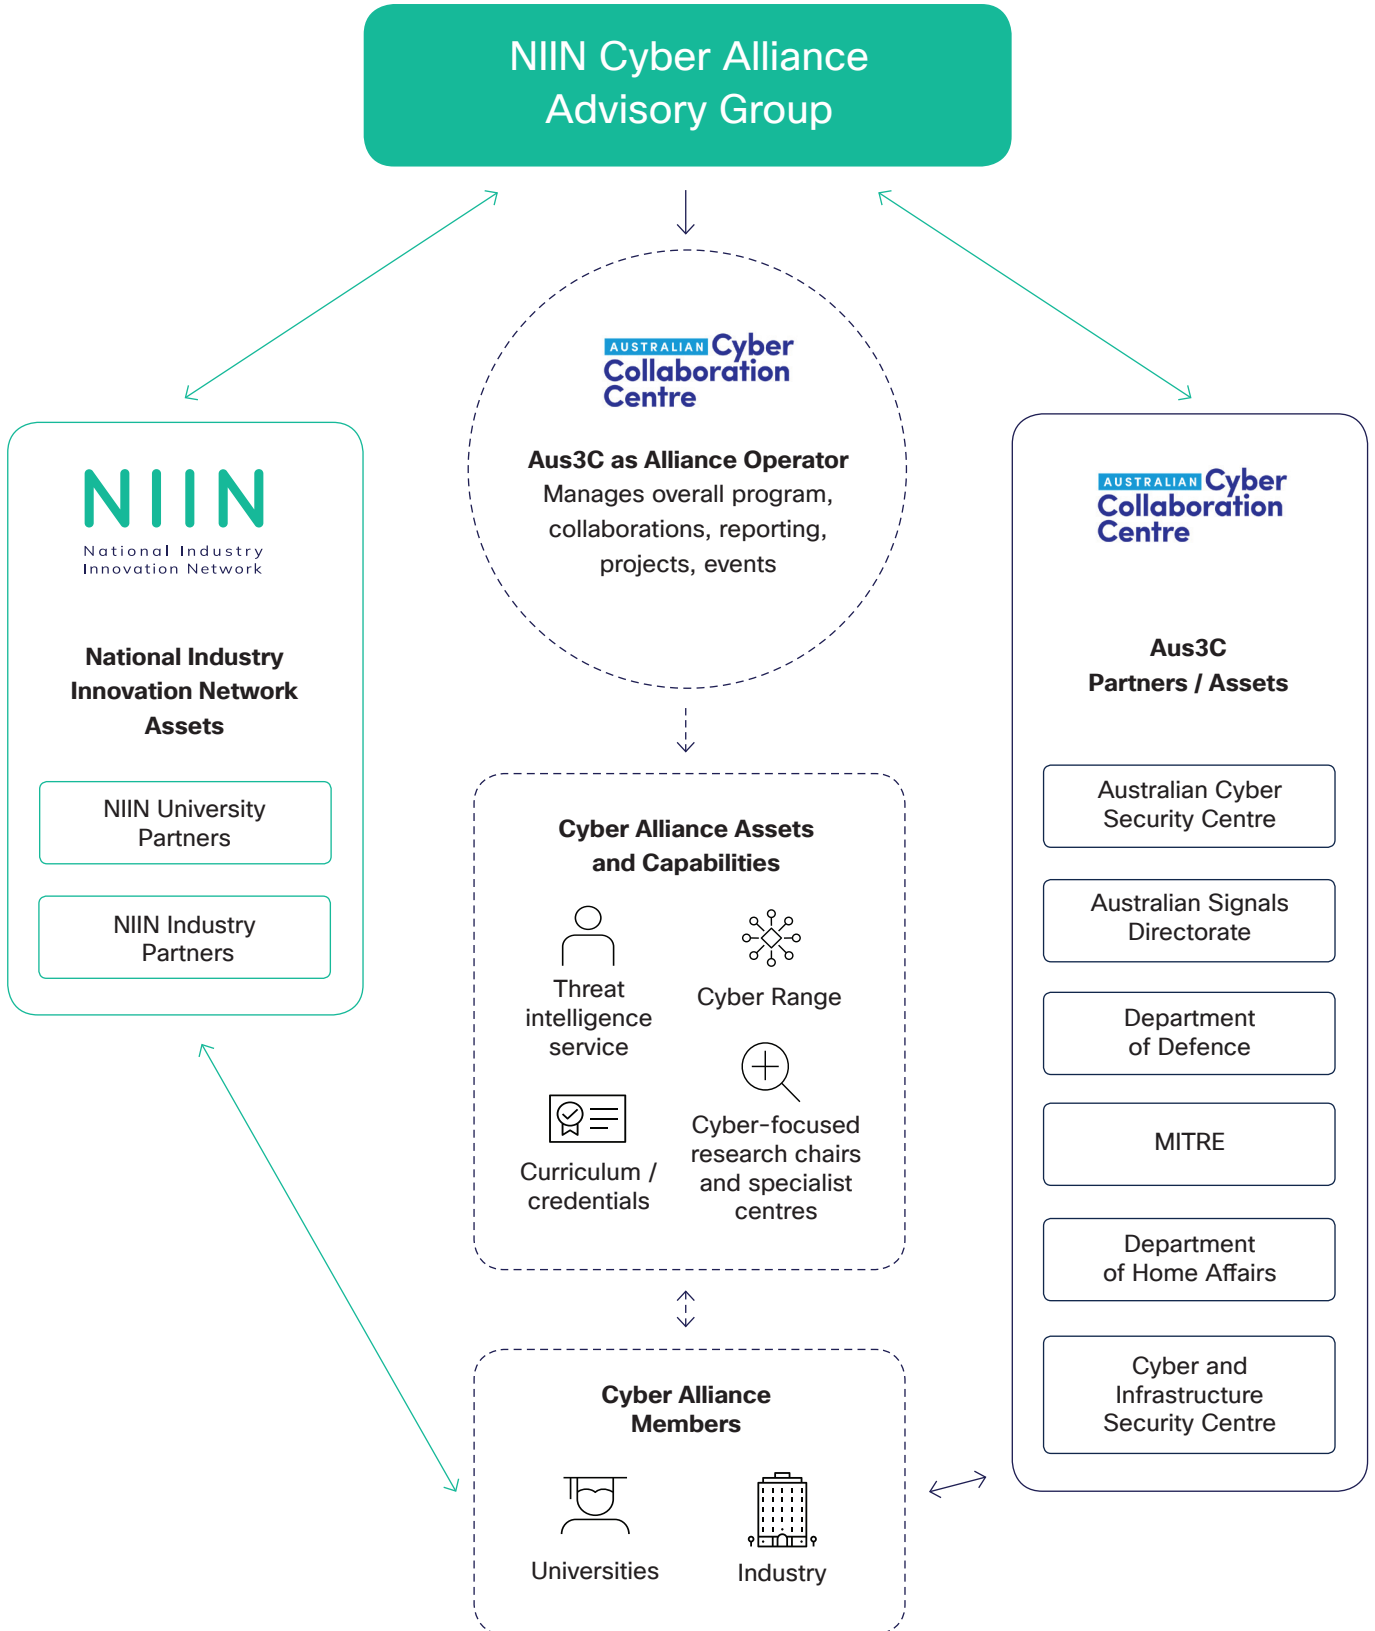 NIIN Cyber Alliance
Advisory Group
AUSTRALIAN Cyber
Collaboration
Centre
Aus3C as Alliance Operator
Manages overall program,
collaborations, reporting,
projects, events
NIIN
National Industry
Innovation Network
National Industry
Innovation Network
Assets
NIIN University
Partners
NIIN Industry
Partners
Cyber Alliance Assets
and Capabilities
Threat
intelligence
service
Cyber Range
Curriculum /
credentials
Cyber-focused
research chairs
and specialist
centres
Cyber Alliance
Members
Universities
Industry
AUSTRALIAN Cyber
Collaboration
Centre
Aus3C
Partners / Assets
Australian Cyber
Security Centre
Australian Signals
Directorate
Department
of Defence
MITRE
Department
of Home Affairs
Cyber and
Infrastructure
Security Centre